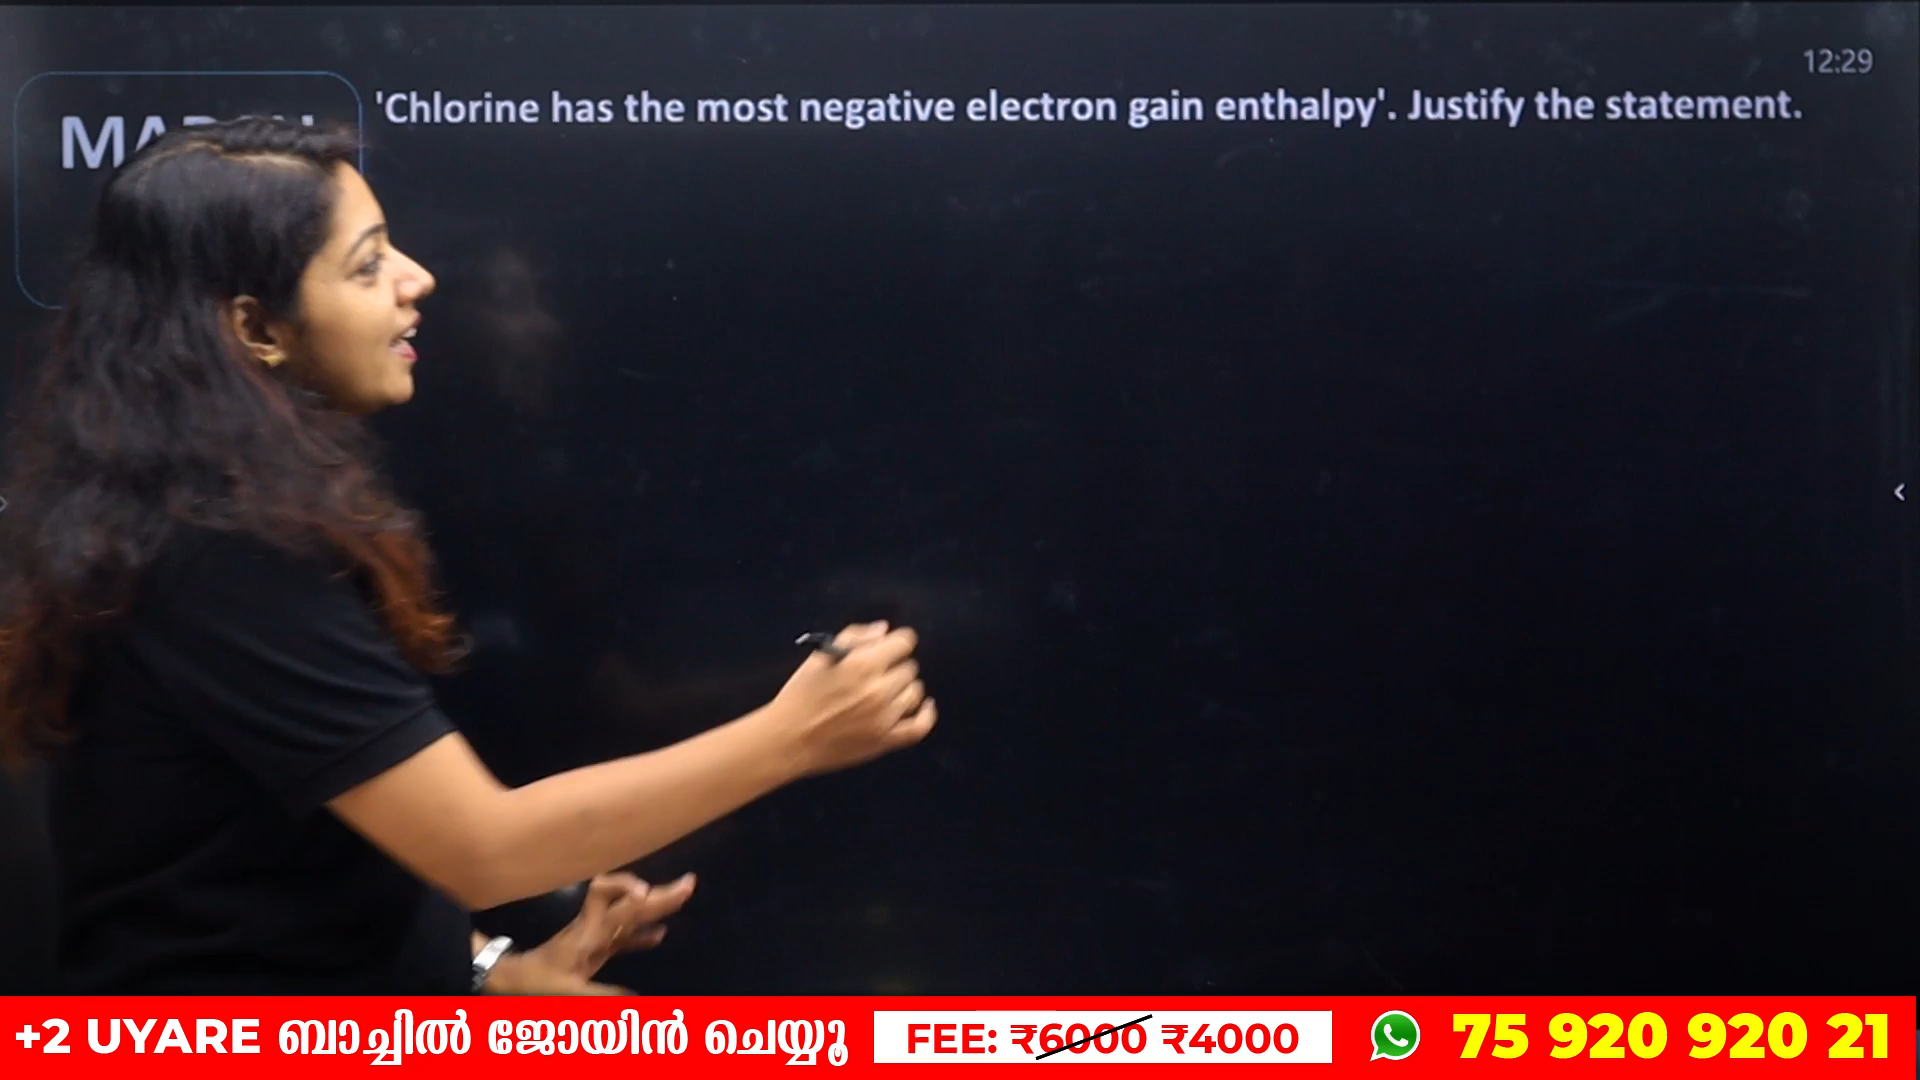 12:29
'Chlorine has the most negative electron gain enthalpy'. Justify the statement.
+2 UYARE ബാച്ചിൽ ജോയിൻ ചെയ്യൂ
FEE: ₹6000 ₹4000
75 920 920 21